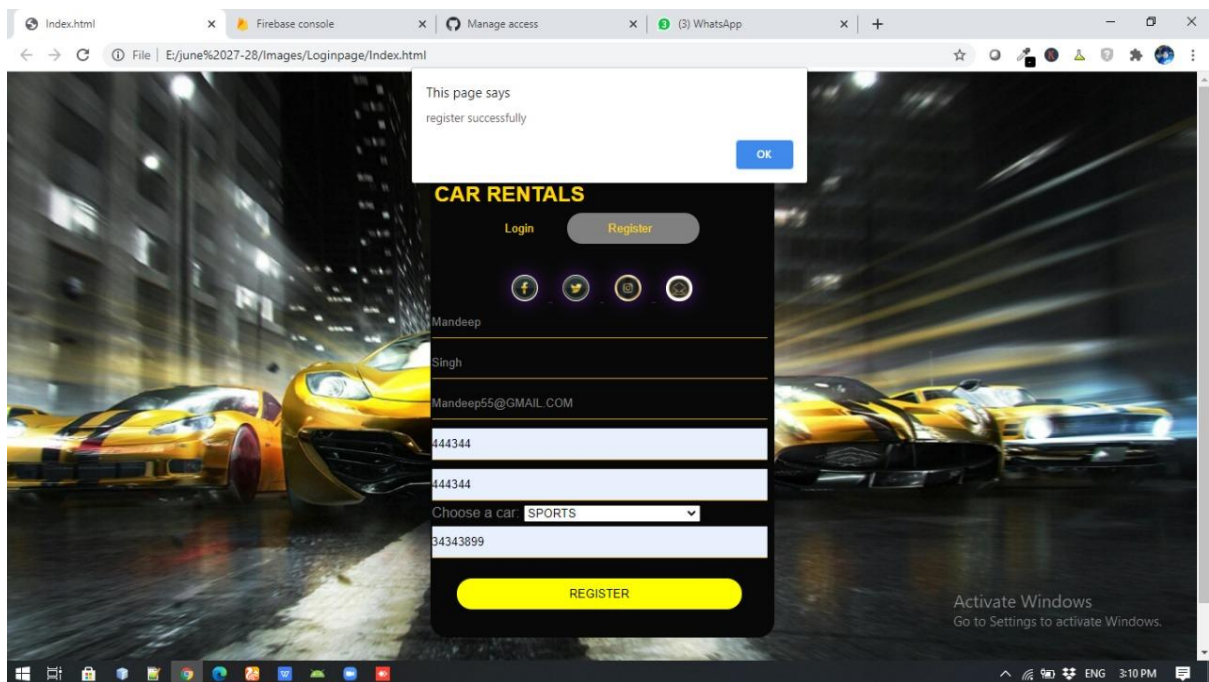 Index.html
Firebase console
Manage access
(3) WhatsApp
File | E:/june%2027-28/Images/Loginpage/Index.html
This page says
register successfully
OK
CAR RENTALS
Login
Register
Mandeep
Singh
Mandeep55@GMAIL.COM
444344
444344
Choose a car: SPORTS
34343899
REGISTER
Activate Windows
Go to Settings to activate Windows.
ENG 3:10 PM